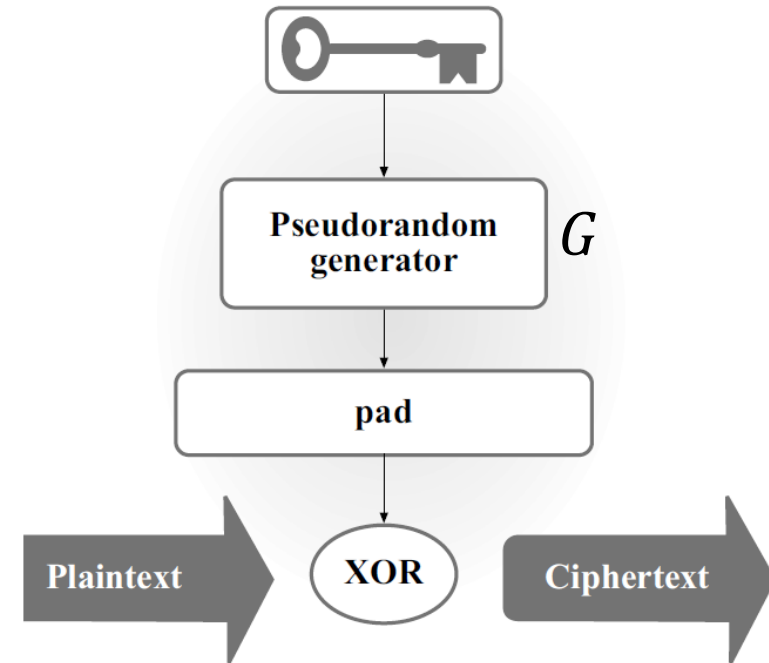 Pseudorandom
generator
G
pad
Plaintext
XOR
Ciphertext